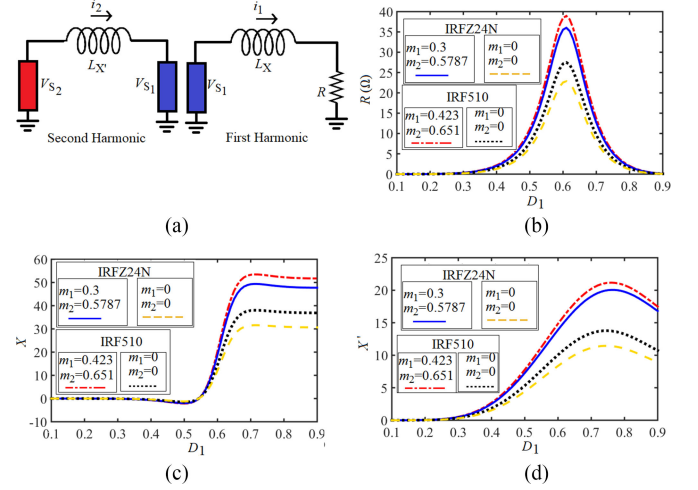 i2 i1
LX' LX
VS2 VS1 VS1 R
Second Harmonic First Harmonic
(a)
40
35
30
25
20
15
10
5
0
R (Ω)
IRFZ24N
m1=0.3
m2=0.5787
m1=0
m2=0
IRF510
m1=0.423
m2=0.651
m1=0
m2=0
0.1 0.2 0.3 0.4 0.5 0.6 0.7 0.8 0.9
D1
(b)
60
50
40
30
20
10
0
-10
X
IRFZ24N
m1=0.3
m2=0.5787
m1=0
m2=0
IRF510
m1=0.423
m2=0.651
m1=0
m2=0
0.1 0.2 0.3 0.4 0.5 0.6 0.7 0.8 0.9
D1
(c)
25
20
15
10
5
0
X'
IRFZ24N
m1=0.3
m2=0.5787
m1=0
m2=0
IRF510
m1=0.423
m2=0.651
m1=0
m2=0
0.1 0.2 0.3 0.4 0.5 0.6 0.7 0.8 0.9
D1
(d)